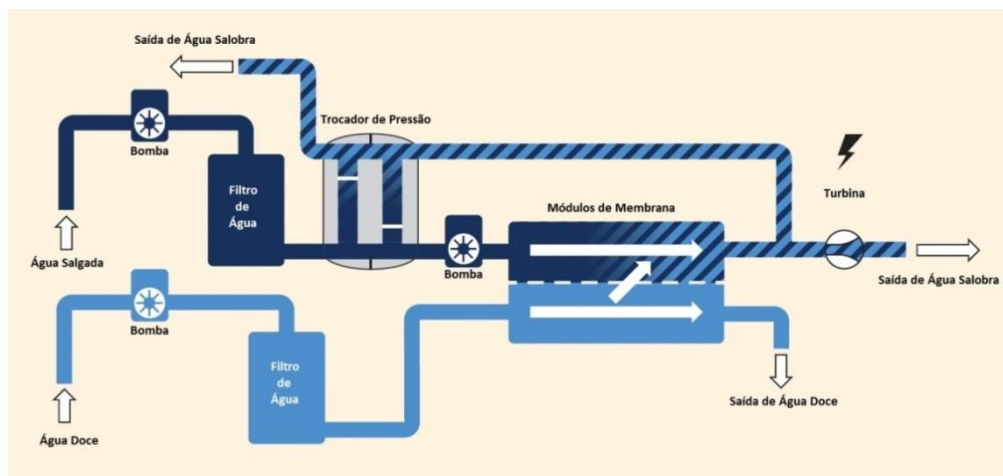 Saída de Água Salobra
Trocador de Pressão
Bomba
Filtro
de
Água
Água Salgada
Bomba
Módulos de Membrana
Turbina
Saída de Água Salobra
Bomba
Filtro
de
Água
Água Doce
Saída de Água Doce